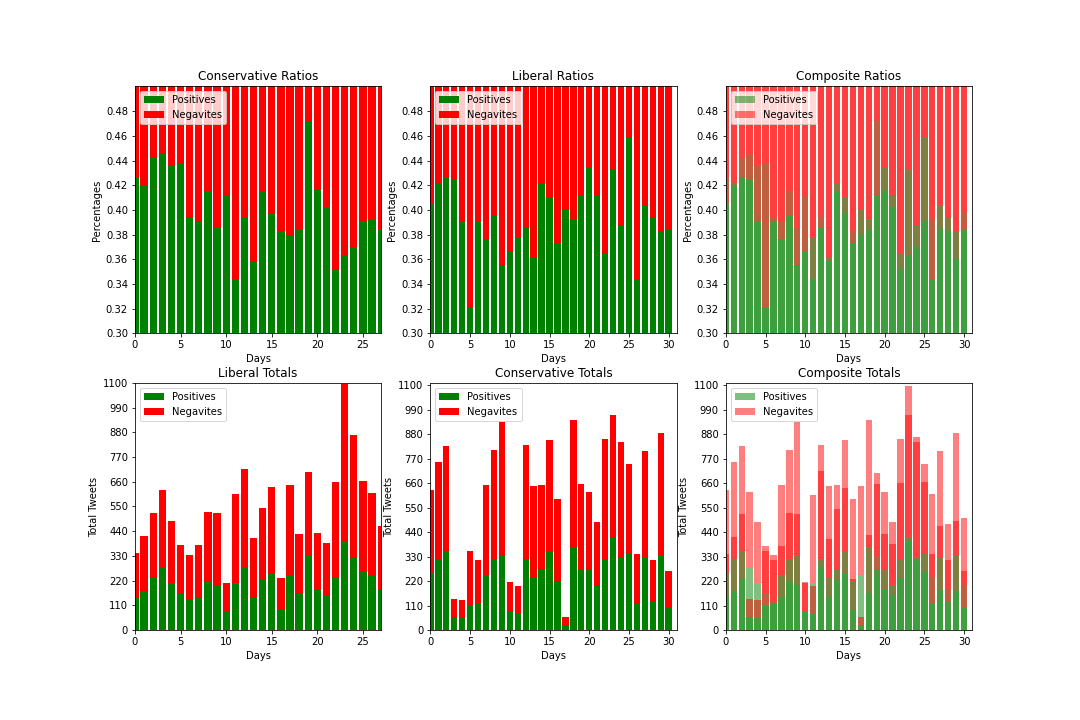 Conservative Ratios
Percentages
0.48
0.46
0.44
0.42
0.40
0.38
0.36
0.34
0.32
0.30
Positives
Negavites
0 5 10 15 20 25
Days
Liberal Ratios
Percentages
0.48
0.46
0.44
0.42
0.40
0.38
0.36
0.34
0.32
0.30
Positives
Negavites
0 5 10 15 20 25 30
Days
Composite Ratios
Percentages
0.48
0.46
0.44
0.42
0.40
0.38
0.36
0.34
0.32
0.30
Positives
Negavites
0 5 10 15 20 25 30
Days
Liberal Totals
Total Tweets
1100
990
880
770
660
550
440
330
220
110
0
Positives
Negavites
0 5 10 15 20 25
Days
Conservative Totals
Total Tweets
1100
990
880
770
660
550
440
330
220
110
0
Positives
Negavites
0 5 10 15 20 25 30
Days
Composite Totals
Total Tweets
1100
990
880
770
660
550
440
330
220
110
0
Positives
Negavites
0 5 10 15 20 25 30
Days